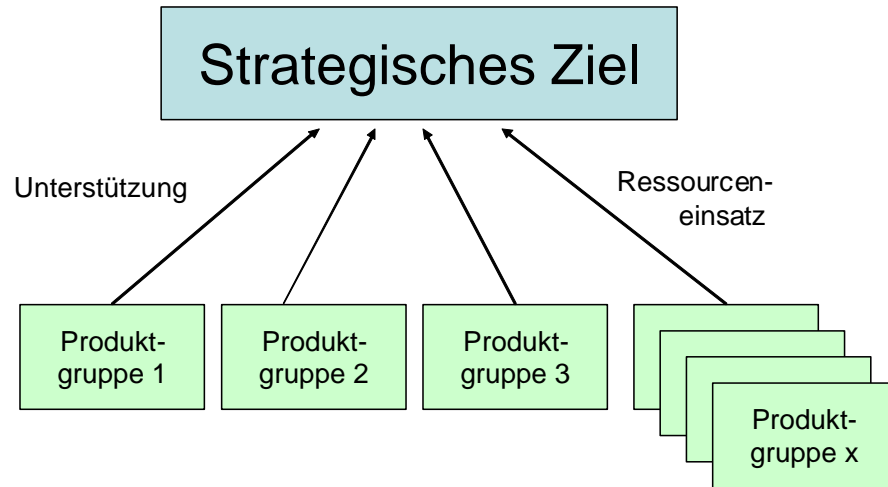 Strategisches Ziel
Unterstützung
Ressourcen-
einsatz
Produkt-
gruppe 1
Produkt-
gruppe 2
Produkt-
gruppe 3
Produkt-
gruppe x